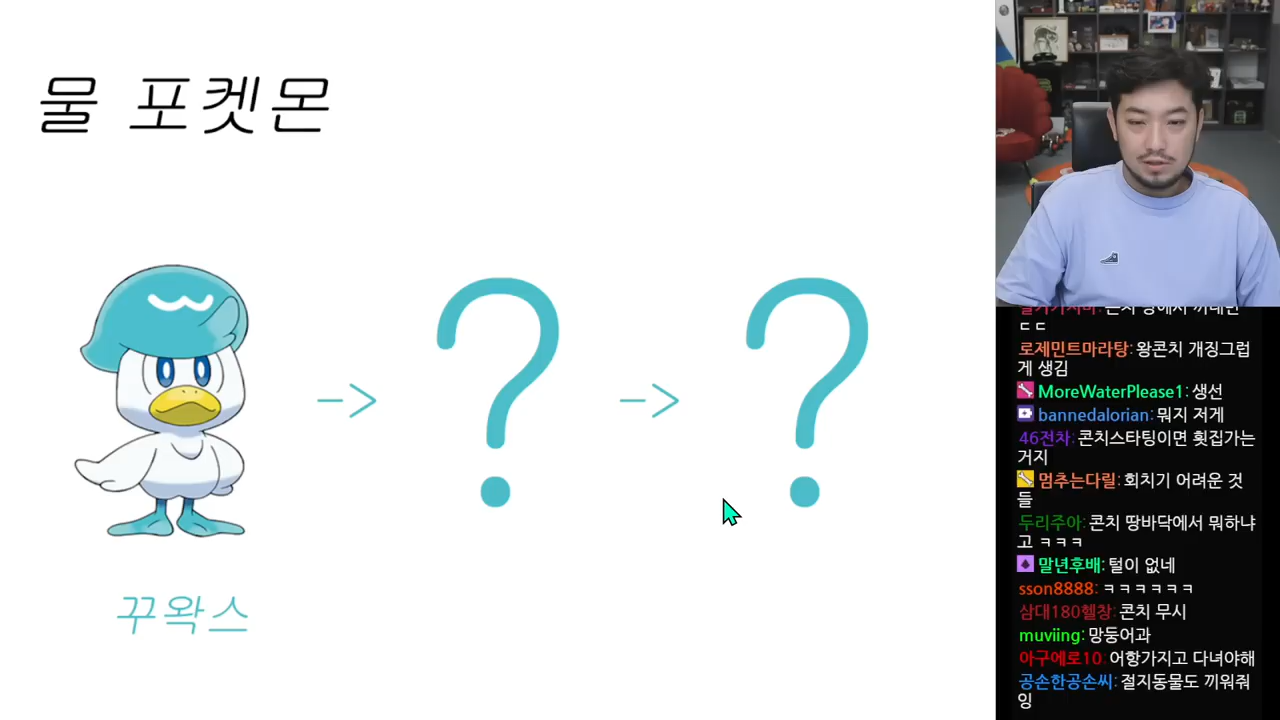 물 포켓몬
->
?
->
?
꾸왁스
ㄷㄷ
로제민트마라탕: 왕콘치 개징그럽
게 생김
MoreWaterPlease1: 생선
bannedalorian: 뭐지 저게
46전차: 콘치스타팅이면 횟집가는
거지
멈추는다릴: 회치기 어려운 것
들
두리주아: 콘치 땅바닥에서 뭐하냐
고 ㅋㅋㅋ
말년후배: 털이 없네
sson8888: ㅋㅋㅋㅋㅋㅋ
삼대180헬창: 콘치 무시
muviing: 망둥어과
아구에로10: 어항가지고 다녀야해
공손한공손씨: 절지동물도 끼워줘
잉